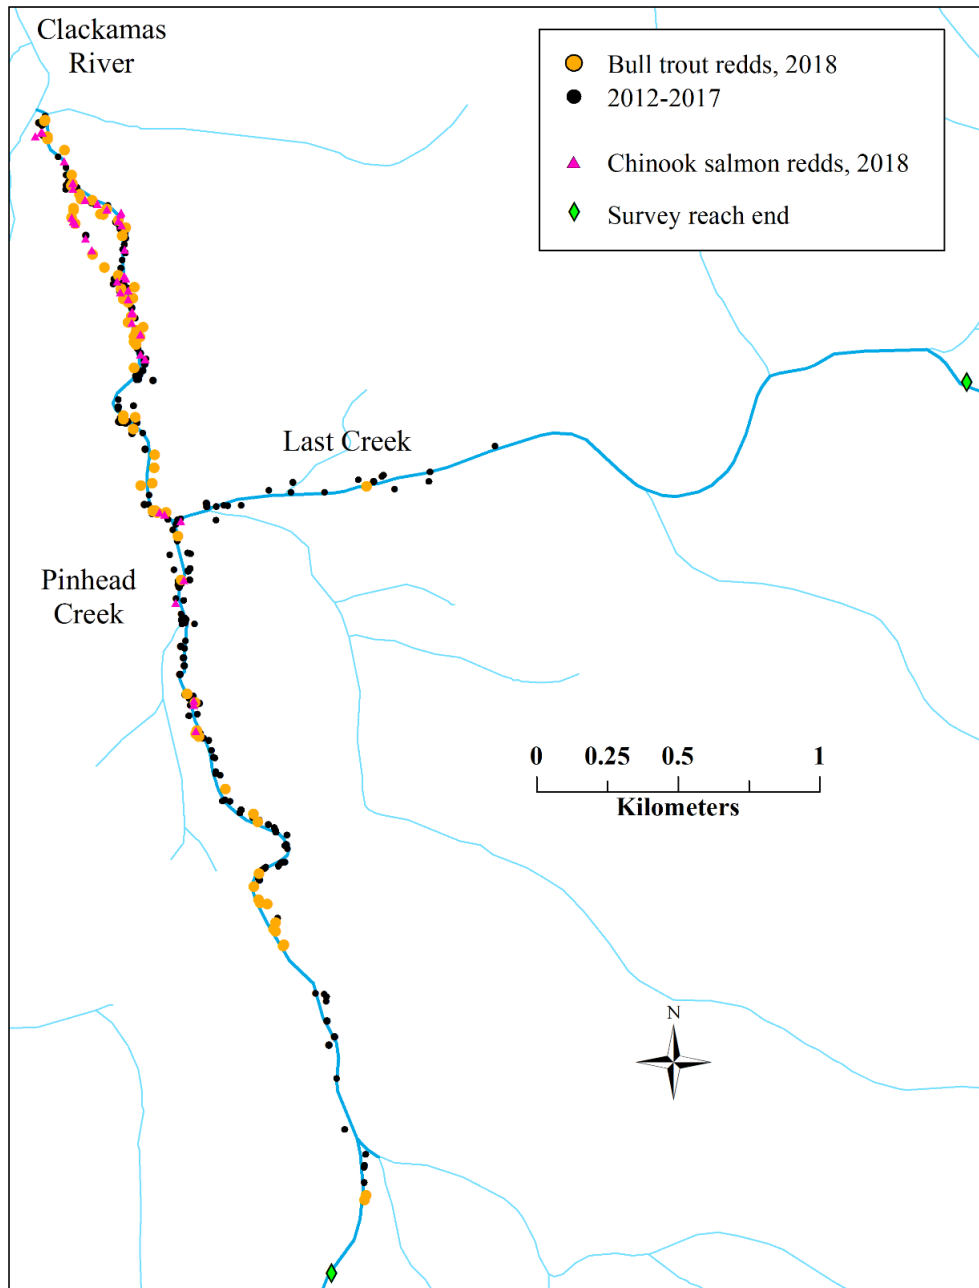 Clackamas
River
Bull trout redds, 2018
2012-2017
Chinook salmon redds, 2018
Survey reach end
Last Creek
Pinhead
Creek
0 0.25 0.5 1
Kilometers
N